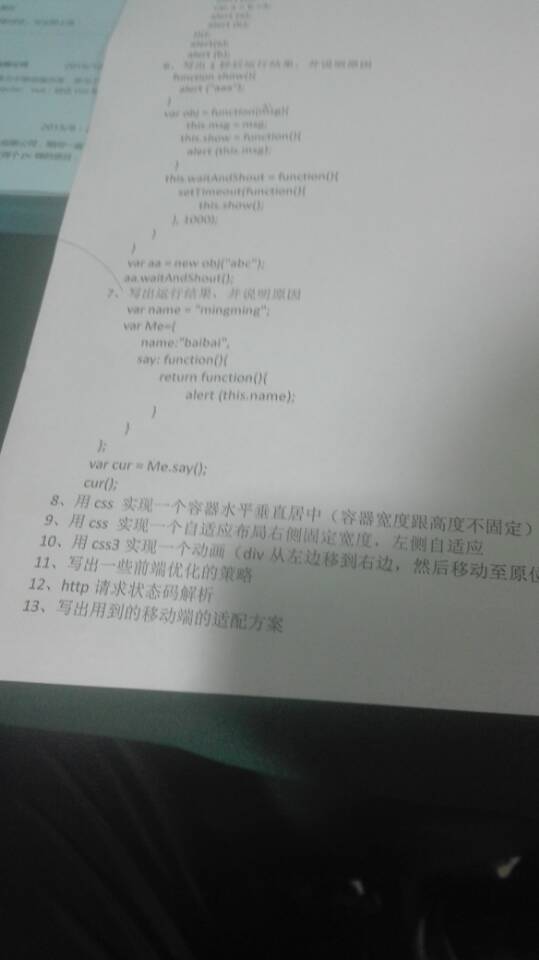 alert (b);
6、写出 1 秒后运行结果，并说明原因
function show(){
alert ("aaa");
}
var obj = function(msg){
this.msg = msg;
this.show = function(){
alert (this.msg);
}
this.waitAndShout = function(){
setTimeout(function(){
this.show();
}, 1000);
}
}
var aa = new obj("abc");
aa.waitAndShout();
7、写出运行结果，并说明原因
var name = "mingming";
var Me={
name:"baibai",
say: function(){
return function(){
alert (this.name);
}
}
};
var cur = Me.say();
cur();
8、用 css 实现一个容器水平垂直居中（容器宽度跟高度不固定）
9、用 css 实现一个自适应布局右侧固定宽度，左侧自适应
10、用 css3 实现一个动画（div 从左边移到右边，然后移动至原位
11、写出一些前端优化的策略
12、http 请求状态码解析
13、写出用到的移动端的适配方案